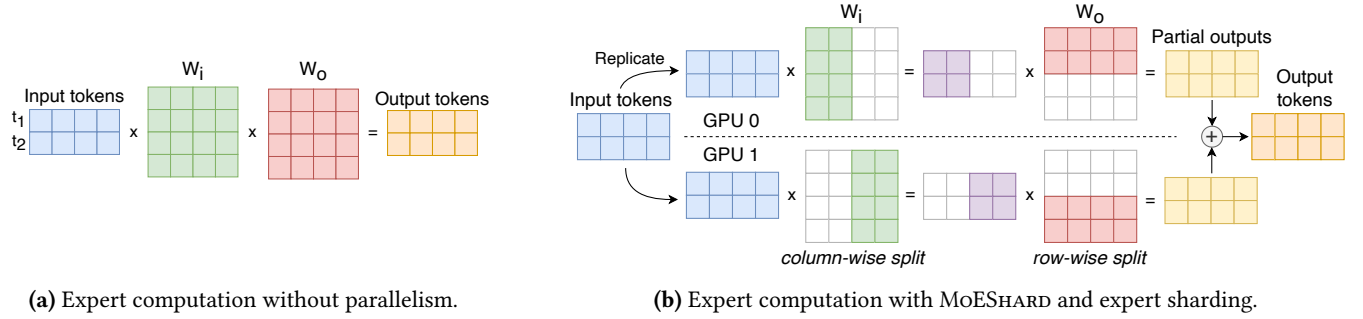 Input tokens
t1
t2
x
Wi
x
Wo
=
Output tokens
(a) Expert computation without parallelism.
Input tokens
Replicate
GPU 0
x
Wi
=
x
Wo
=
Partial outputs
+
Output
tokens
GPU 1
x
=
x
=
column-wise split
row-wise split
(b) Expert computation with MoEShard and expert sharding.